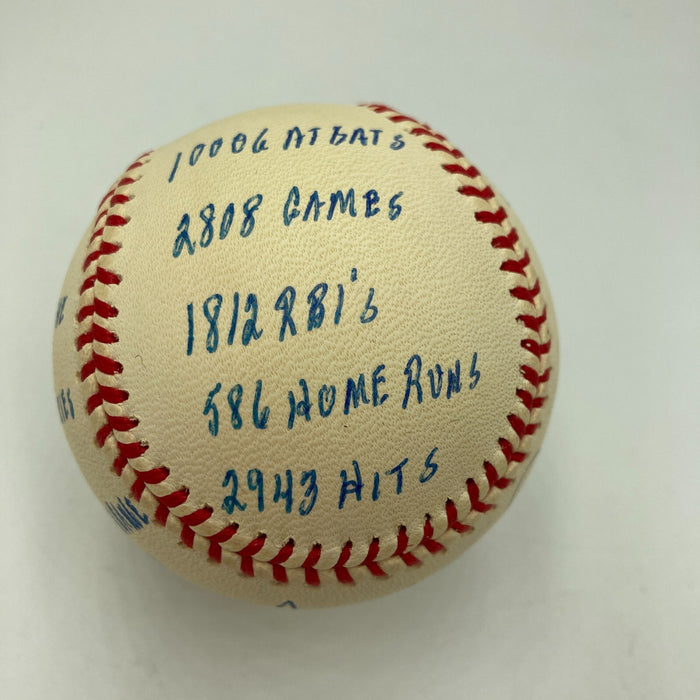 10006 AT BATS
2808 GAMES
1812 RBI'S
586 HOME RUNS
2943 HITS